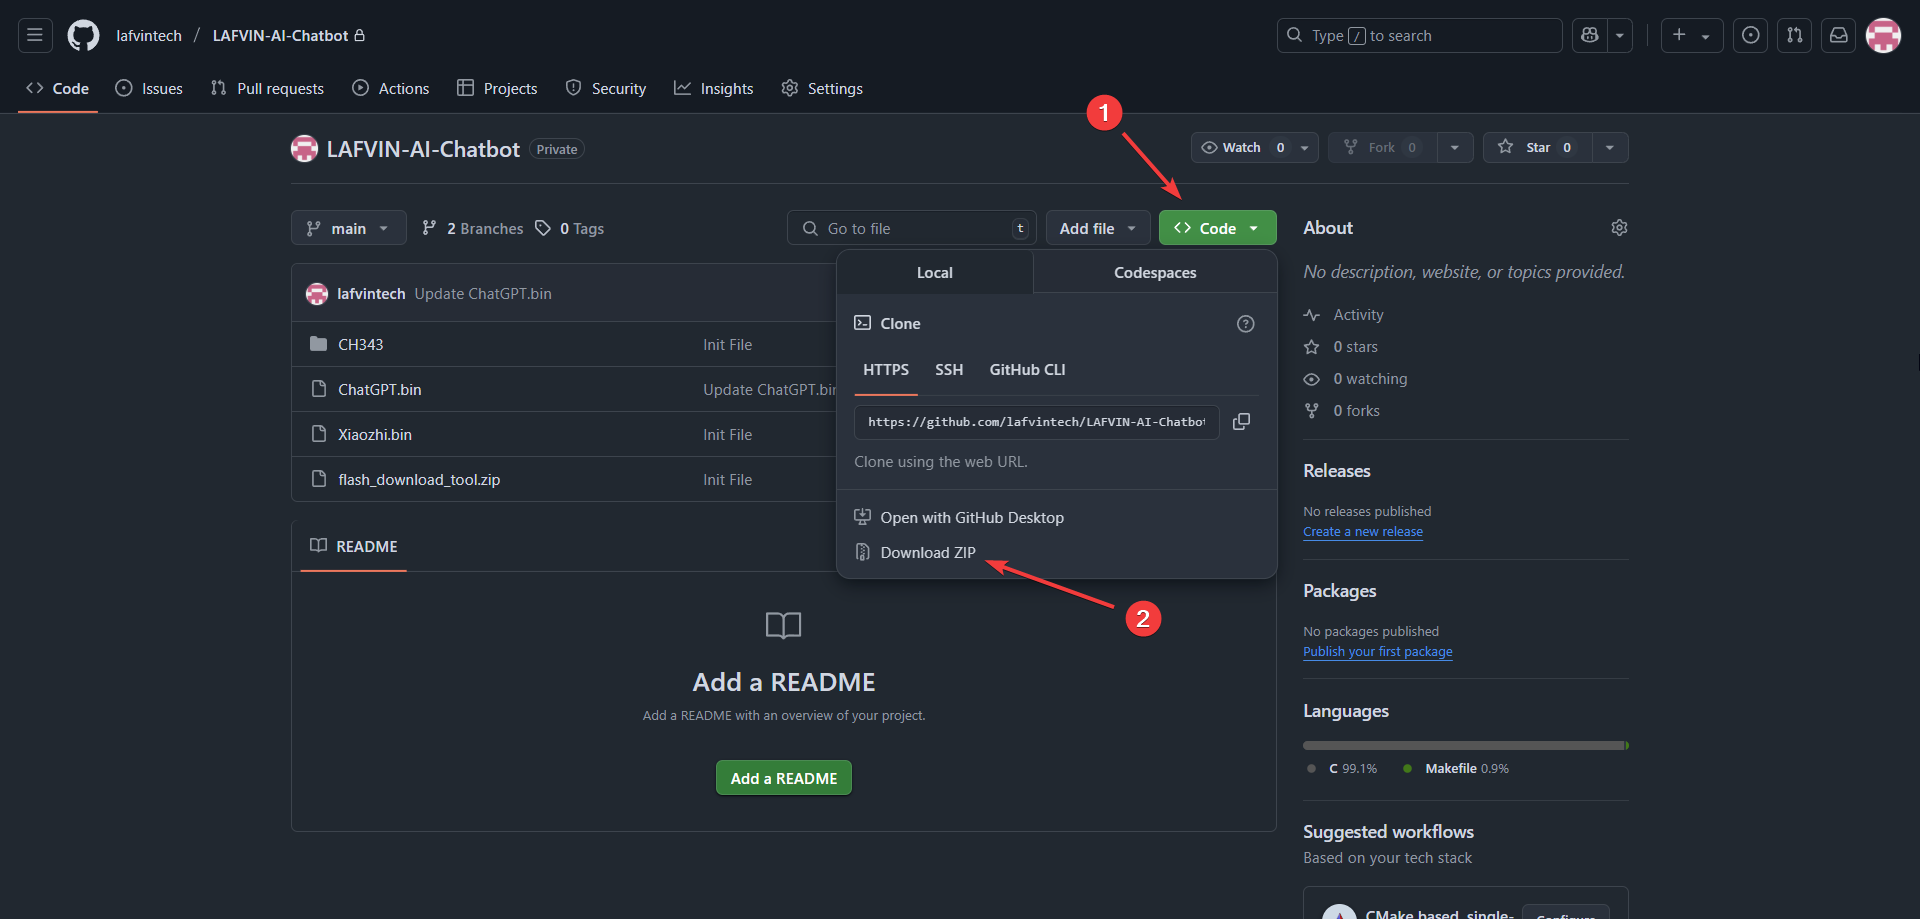 lafvintech / LAFVIN-AI-Chatbot
Type / to search
Code Issues Pull requests Actions Projects Security Insights Settings
1
LAFVIN-AI-Chatbot Private
Watch 0 Fork 0 Star 0
main 2 Branches 0 Tags
Go to file t Add file Code
lafvintech Update ChatGPT.bin
CH343 Init File
ChatGPT.bin Update ChatGPT.bin
Xiaozhi.bin Init File
flash_download_tool.zip Init File
Local Codespaces
Clone
HTTPS SSH GitHub CLI
https://github.com/lafvintech/LAFVIN-AI-Chatbot
Clone using the web URL.
Open with GitHub Desktop
Download ZIP
2
README
Add a README
Add a README with an overview of your project.
Add a README
About
No description, website, or topics provided.
Activity
0 stars
0 watching
0 forks
Releases
No releases published
Create a new release
Packages
No packages published
Publish your first package
Languages
C 99.1% Makefile 0.9%
Suggested workflows
Based on your tech stack
CMake based, single- Configure